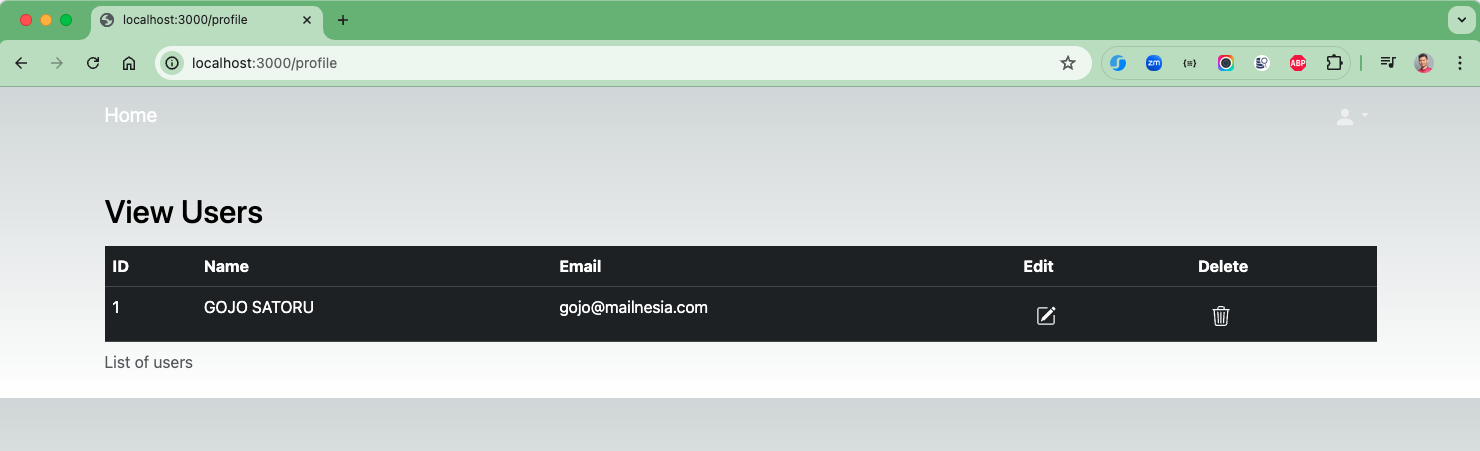 localhost:3000/profile
localhost:3000/profile
zm
ABP
Home
View Users
ID Name Email Edit Delete
1 GOJO SATORU gojo@mailnesia.com
List of users